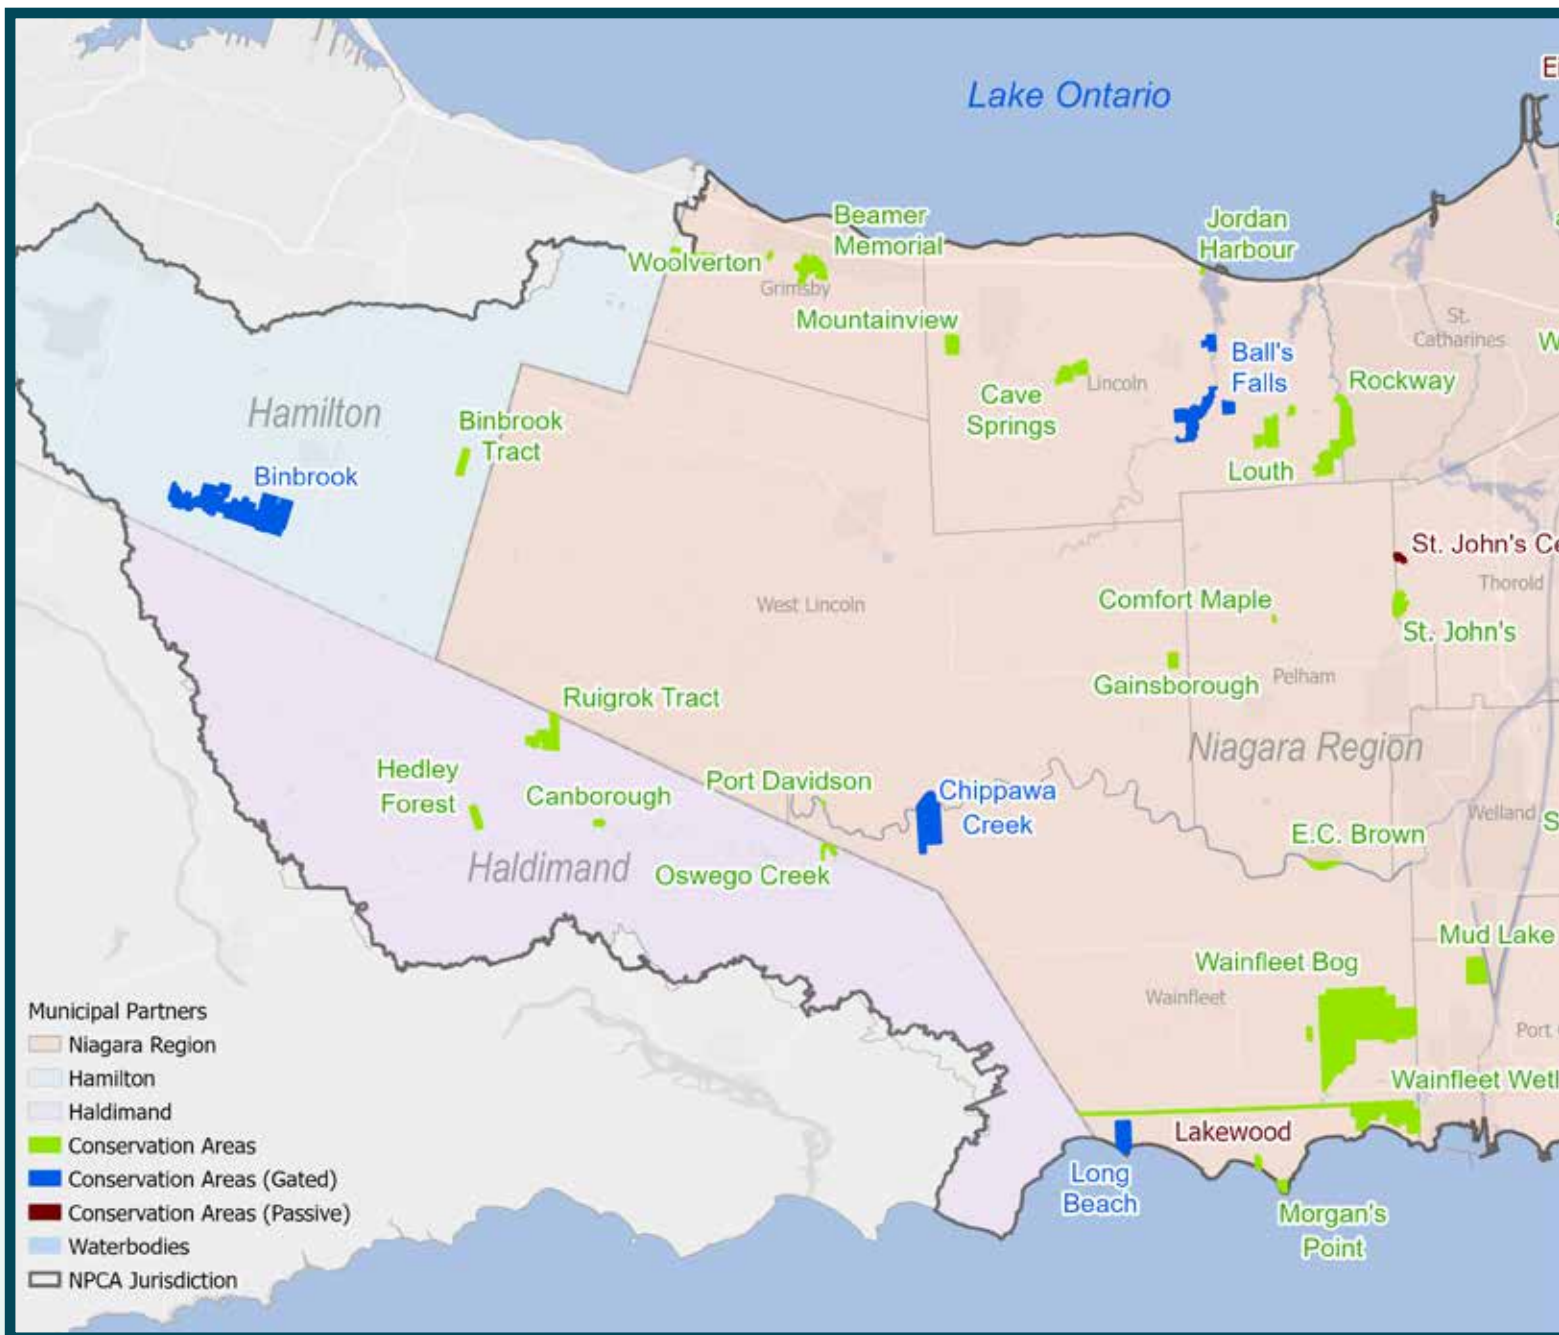 Lake Ontario
Beamer
Memorial
Jordan
Harbour
Woolverton
Grimsby
Mountainview
St.
Catharines
Ball's
Falls
Rockway
Lincoln
Cave
Springs
Hamilton
Binbrook
Tract
Louth
Binbrook
St. John's Ce
Thorold
West Lincoln
Comfort Maple
St. John's
Gainsborough
Pelham
Ruigrok Tract
Niagara Region
Hedley
Forest
Canborough
Port Davidson
Chippawa
Creek
Welland
E.C. Brown
Haldimand
Oswego Creek
Mud Lake
Wainfleet Bog
Wainfleet
Port
Wainfleet Wetl
Lakewood
Long
Beach
Morgan's
Point
Municipal Partners
Niagara Region
Hamilton
Haldimand
Conservation Areas
Conservation Areas (Gated)
Conservation Areas (Passive)
Waterbodies
NPCA Jurisdiction